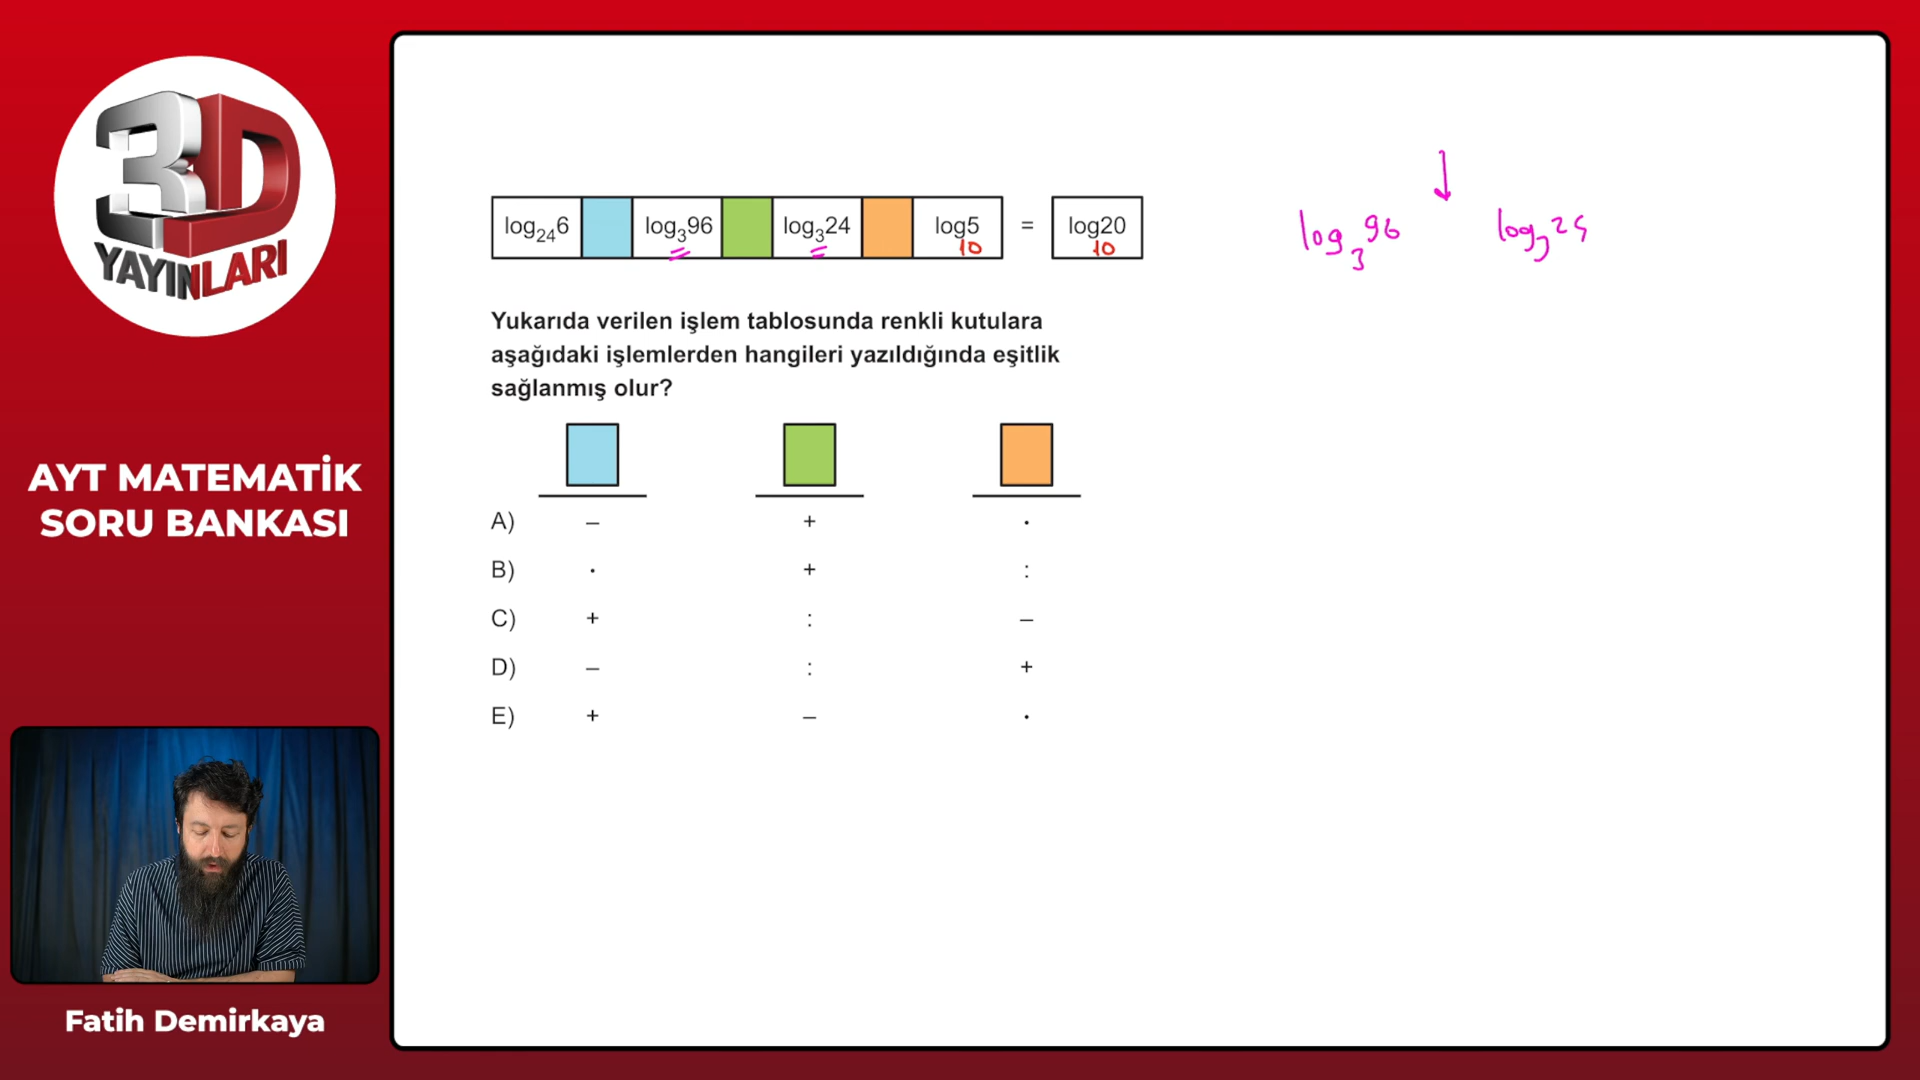 3D
YAYINLARI
AYT MATEMATİK
SORU BANKASI
Fatih Demirkaya
log₂₄6 log₃96 log₃24 log5 = log20
10 10
log₃96 log₃24
Yukarıda verilen işlem tablosunda renkli kutulara
aşağıdaki işlemlerden hangileri yazıldığında eşitlik
sağlanmış olur?
A) – + ·
B) · + :
C) + : –
D) – : +
E) + – ·